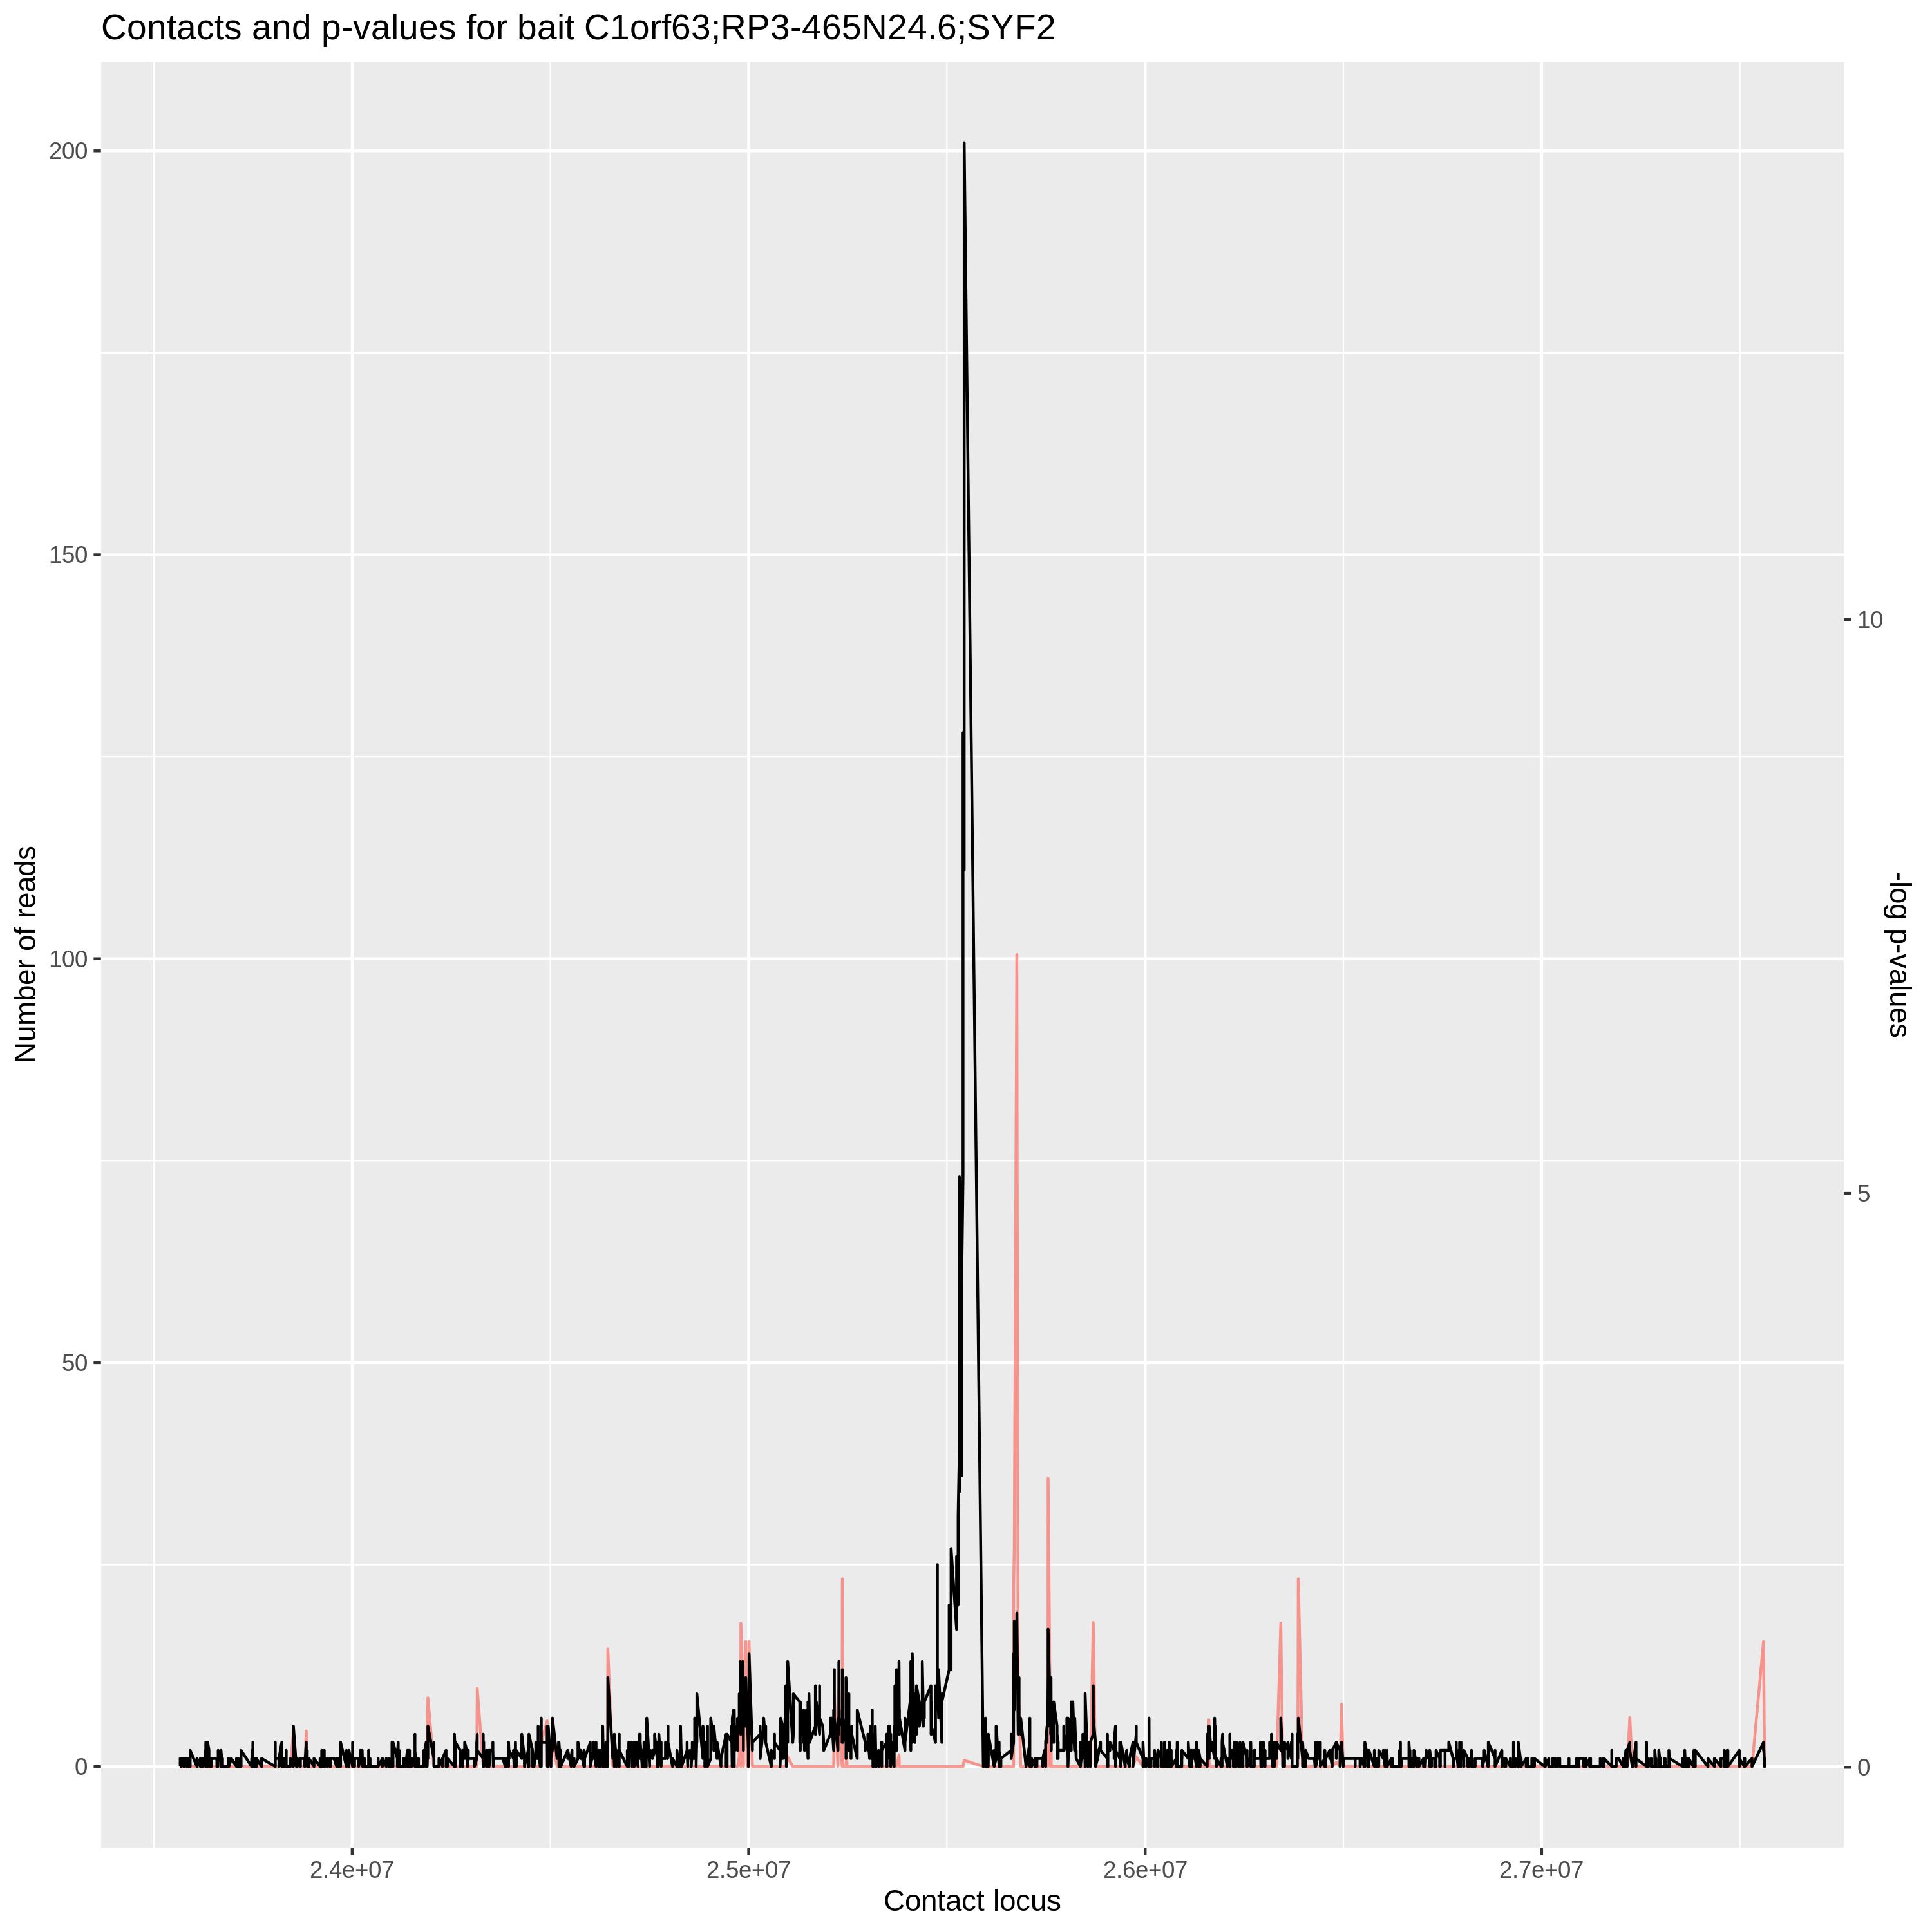 Contacts and p-values for bait C1orf63;RP3-465N24.6;SYF2
200
150
100
50
0
Number of reads
10
5
0
-log p-values
2.4e+07
2.5e+07
2.6e+07
2.7e+07
Contact locus